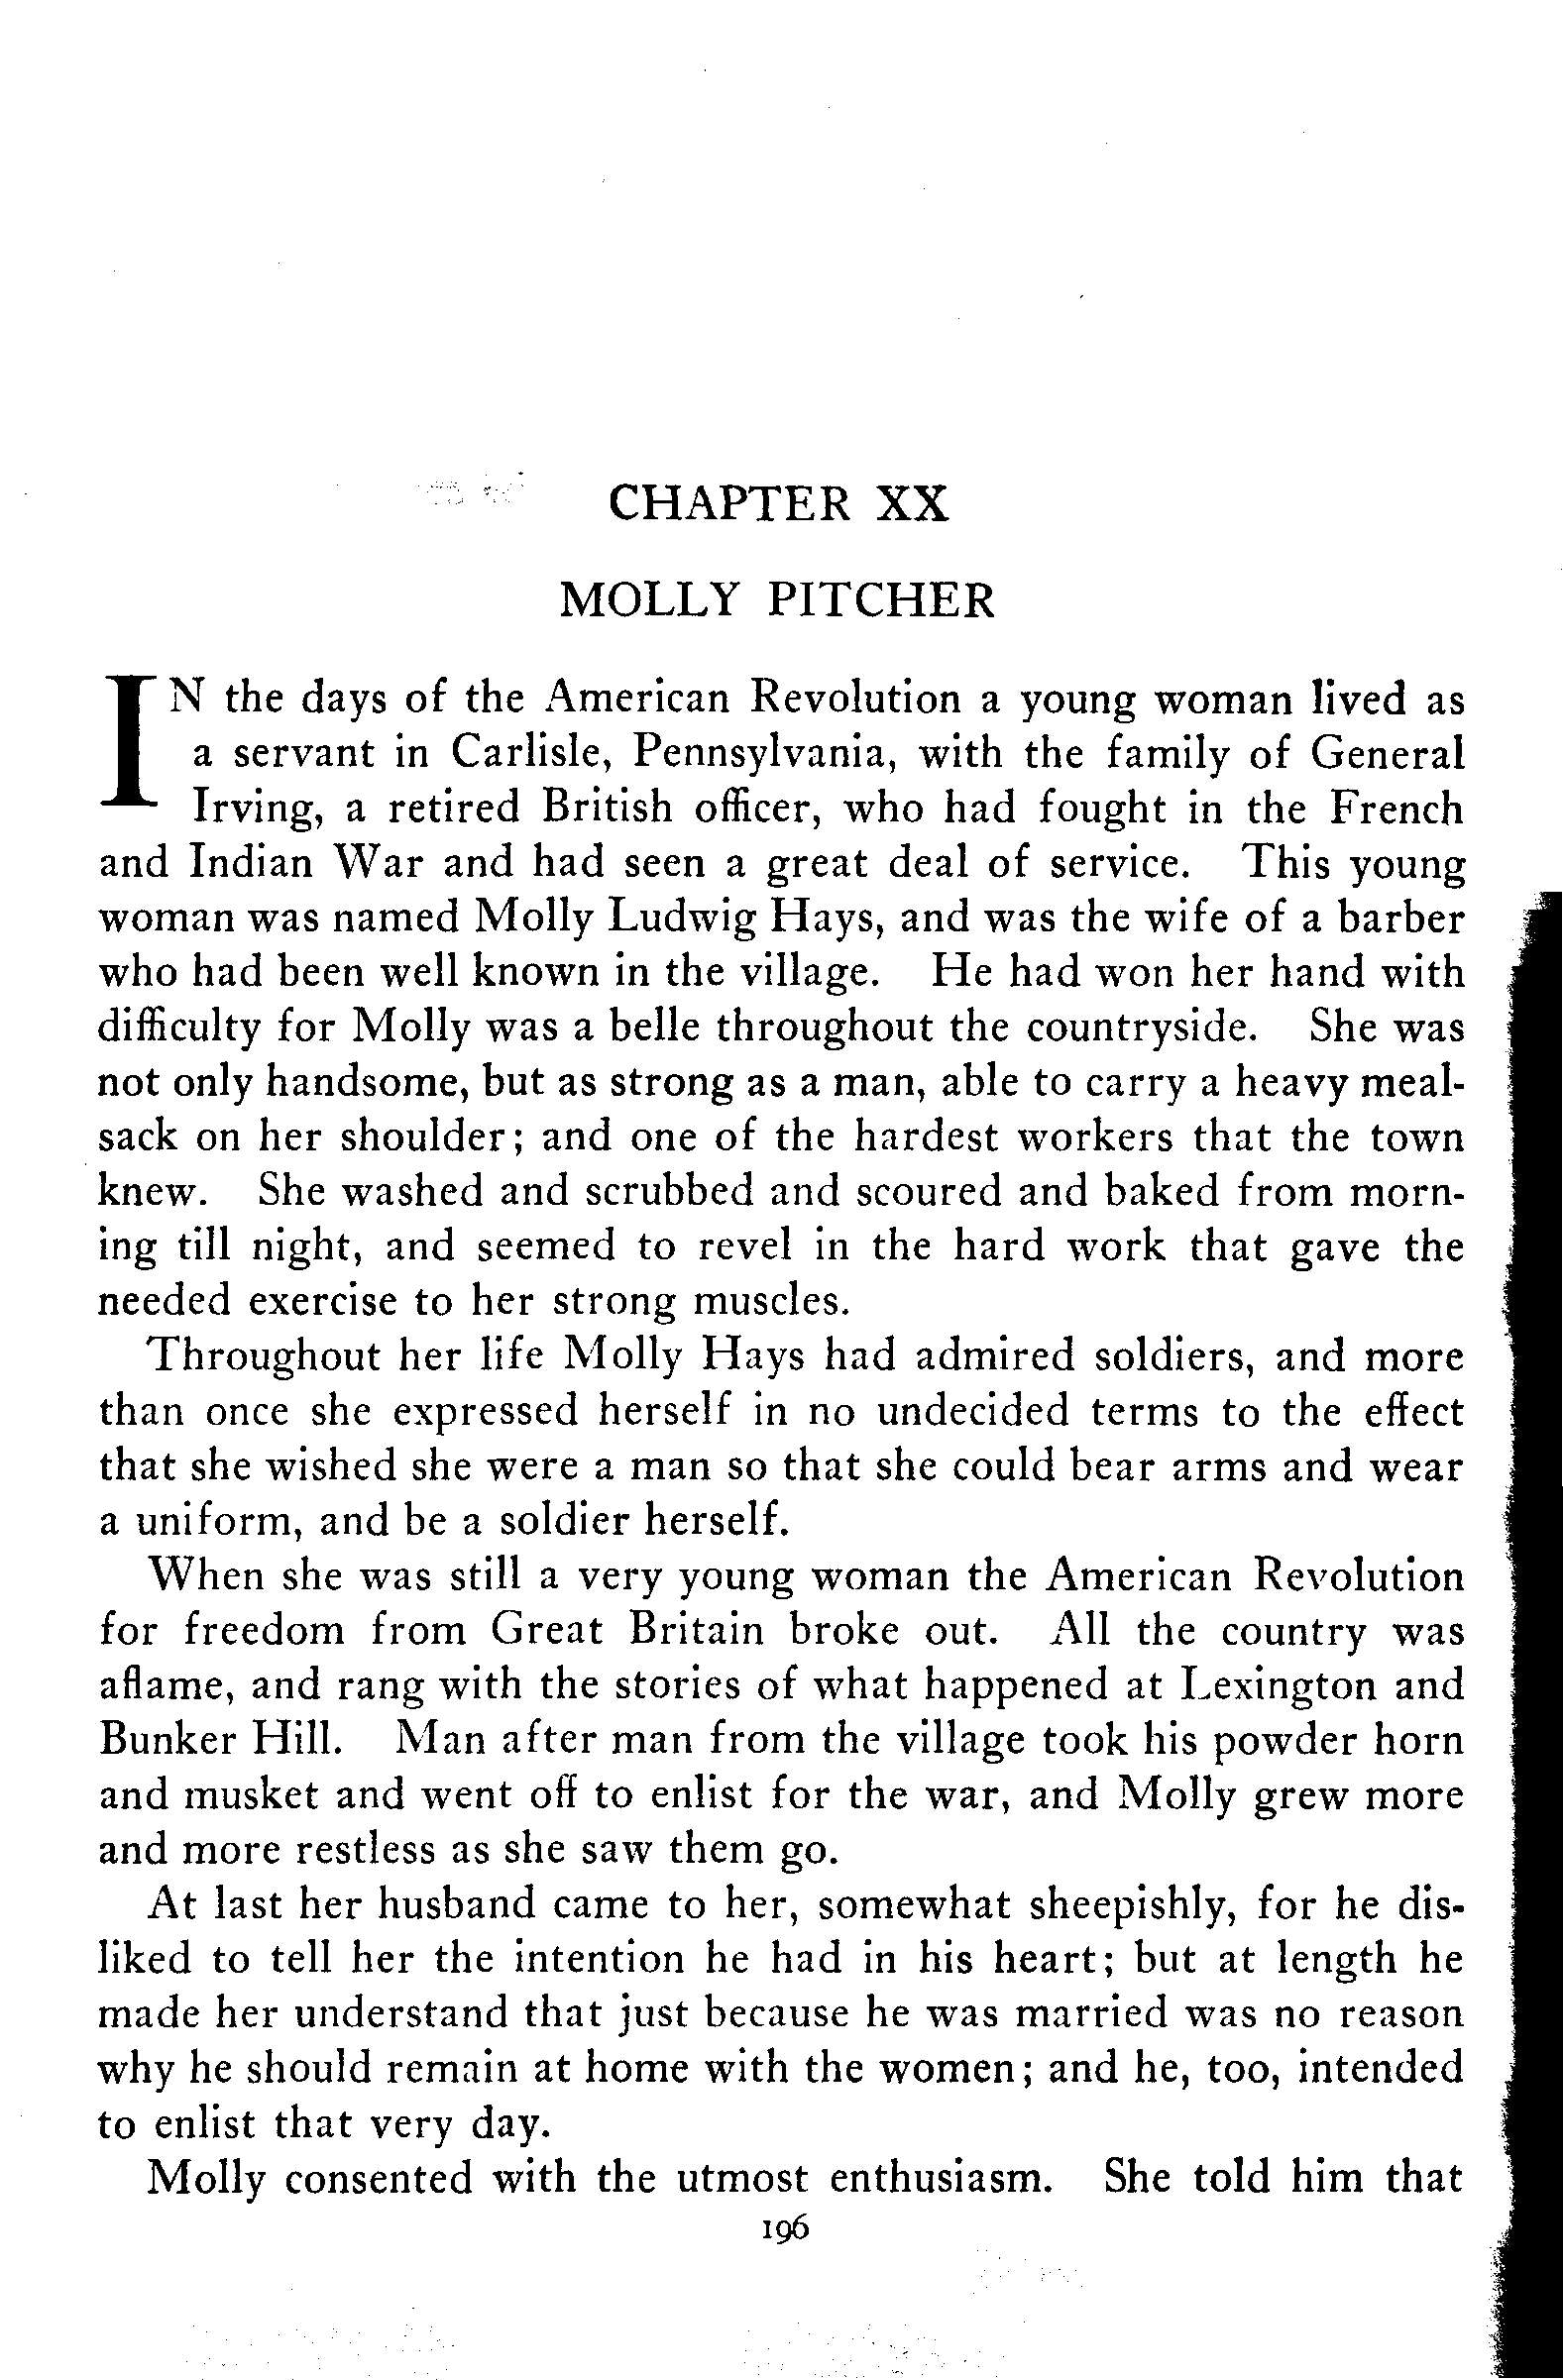 CHAPTER XX
MOLLY PITCHER
IN the days of the American Revolution a young woman lived as
a servant in Carlisle, Pennsylvania, with the family of General
Irving, a retired British officer, who had fought in the French
and Indian War and had seen a great deal of service. This young
woman was named Molly Ludwig Hays, and was the wife of a barber
who had been well known in the village. He had won her hand with
difficulty for Molly was a belle throughout the countryside. She was
not only handsome, but as strong as a man, able to carry a heavy meal-
sack on her shoulder; and one of the hardest workers that the town
knew. She washed and scrubbed and scoured and baked from morn-
ing till night, and seemed to revel in the hard work that gave the
needed exercise to her strong muscles.
Throughout her life Molly Hays had admired soldiers, and more
than once she expressed herself in no undecided terms to the effect
that she wished she were a man so that she could bear arms and wear
a uniform, and be a soldier herself.
When she was still a very young woman the American Revolution
for freedom from Great Britain broke out. All the country was
aflame, and rang with the stories of what happened at Lexington and
Bunker Hill. Man after man from the village took his powder horn
and musket and went off to enlist for the war, and Molly grew more
and more restless as she saw them go.
At last her husband came to her, somewhat sheepishly, for he dis-
liked to tell her the intention he had in his heart; but at length he
made her understand that just because he was married was no reason
why he should remain at home with the women; and he, too, intended
to enlist that very day.
Molly consented with the utmost enthusiasm. She told him that
196